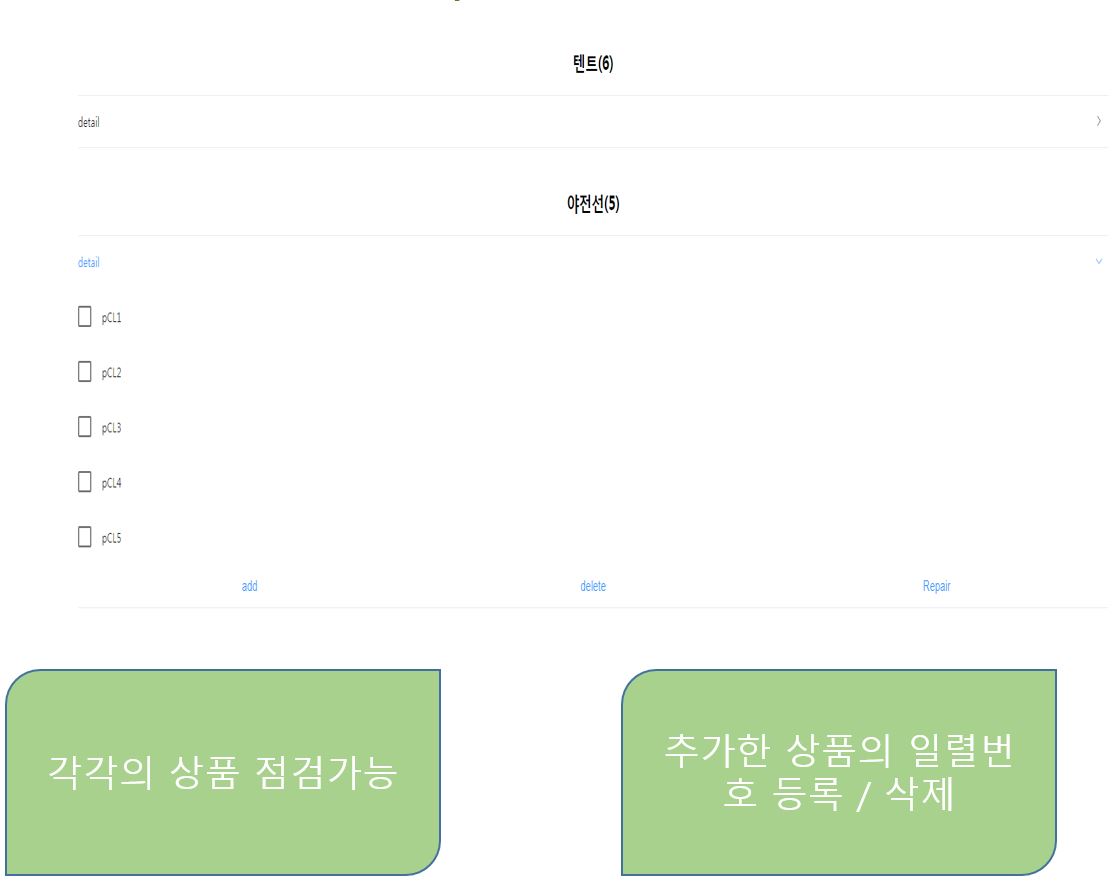 텐트(6)
detail
야전선(5)
detail
pCL1
pCL2
pCL3
pCL4
pCL5
add delete Repair
각각의 상품 점검가능
추가한 상품의 일렬번
호 등록 / 삭제